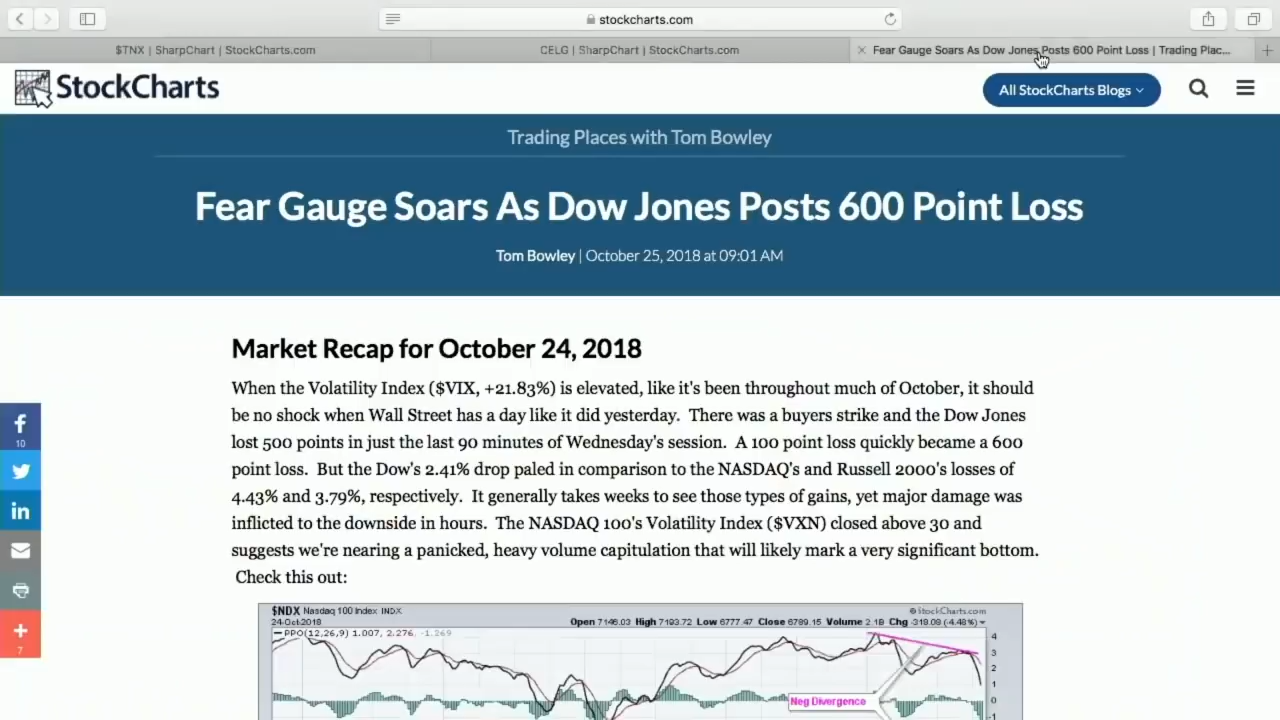 stockcharts.com
$TNX | SharpChart | StockCharts.com
CELG | SharpChart | StockCharts.com
Fear Gauge Soars As Dow Jones Posts 600 Point Loss | Trading Plac...
StockCharts
All StockCharts Blogs
Trading Places with Tom Bowley
Fear Gauge Soars As Dow Jones Posts 600 Point Loss
Tom Bowley | October 25, 2018 at 09:01 AM
Market Recap for October 24, 2018
When the Volatility Index ($VIX, +21.83%) is elevated, like it's been throughout much of October, it should
be no shock when Wall Street has a day like it did yesterday. There was a buyers strike and the Dow Jones
lost 500 points in just the last 90 minutes of Wednesday's session. A 100 point loss quickly became a 600
point loss. But the Dow's 2.41% drop paled in comparison to the NASDAQ's and Russell 2000's losses of
4.43% and 3.79%, respectively. It generally takes weeks to see those types of gains, yet major damage was
inflicted to the downside in hours. The NASDAQ 100's Volatility Index ($VXN) closed above 30 and
suggests we're nearing a panicked, heavy volume capitulation that will likely mark a very significant bottom.
Check this out:
10
7
$NDX Nasdaq 100 Index INDX
© StockCharts.com
24-Oct-2018
Open 7146.03 High 7193.72 Low 6777.47 Close 6789.15 Volume 2.1B Chg -318.08 (-4.48%)
PPO(12,26,9) 1.007, 2.276, -1.269
4
3
2
1
0
-1
Neg Divergence